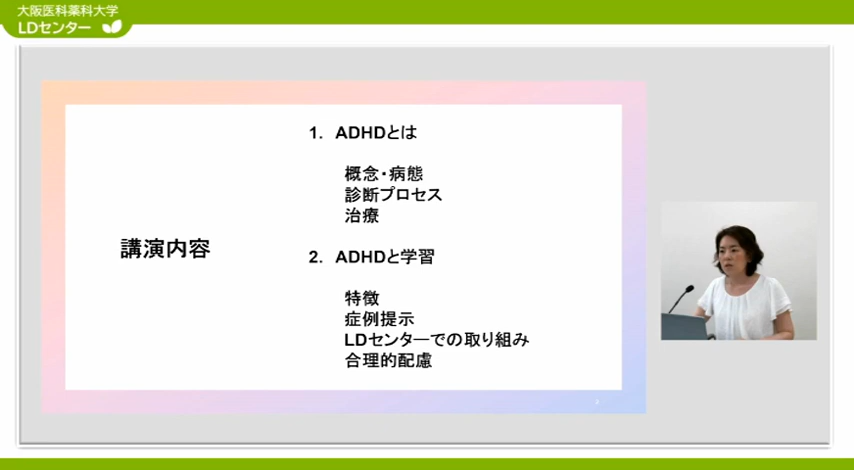 大阪医科薬科大学
LDセンター
講演内容
1. ADHDとは
概念・病態
診断プロセス
治療
2. ADHDと学習
特徴
症例提示
LDセンターでの取り組み
合理的配慮